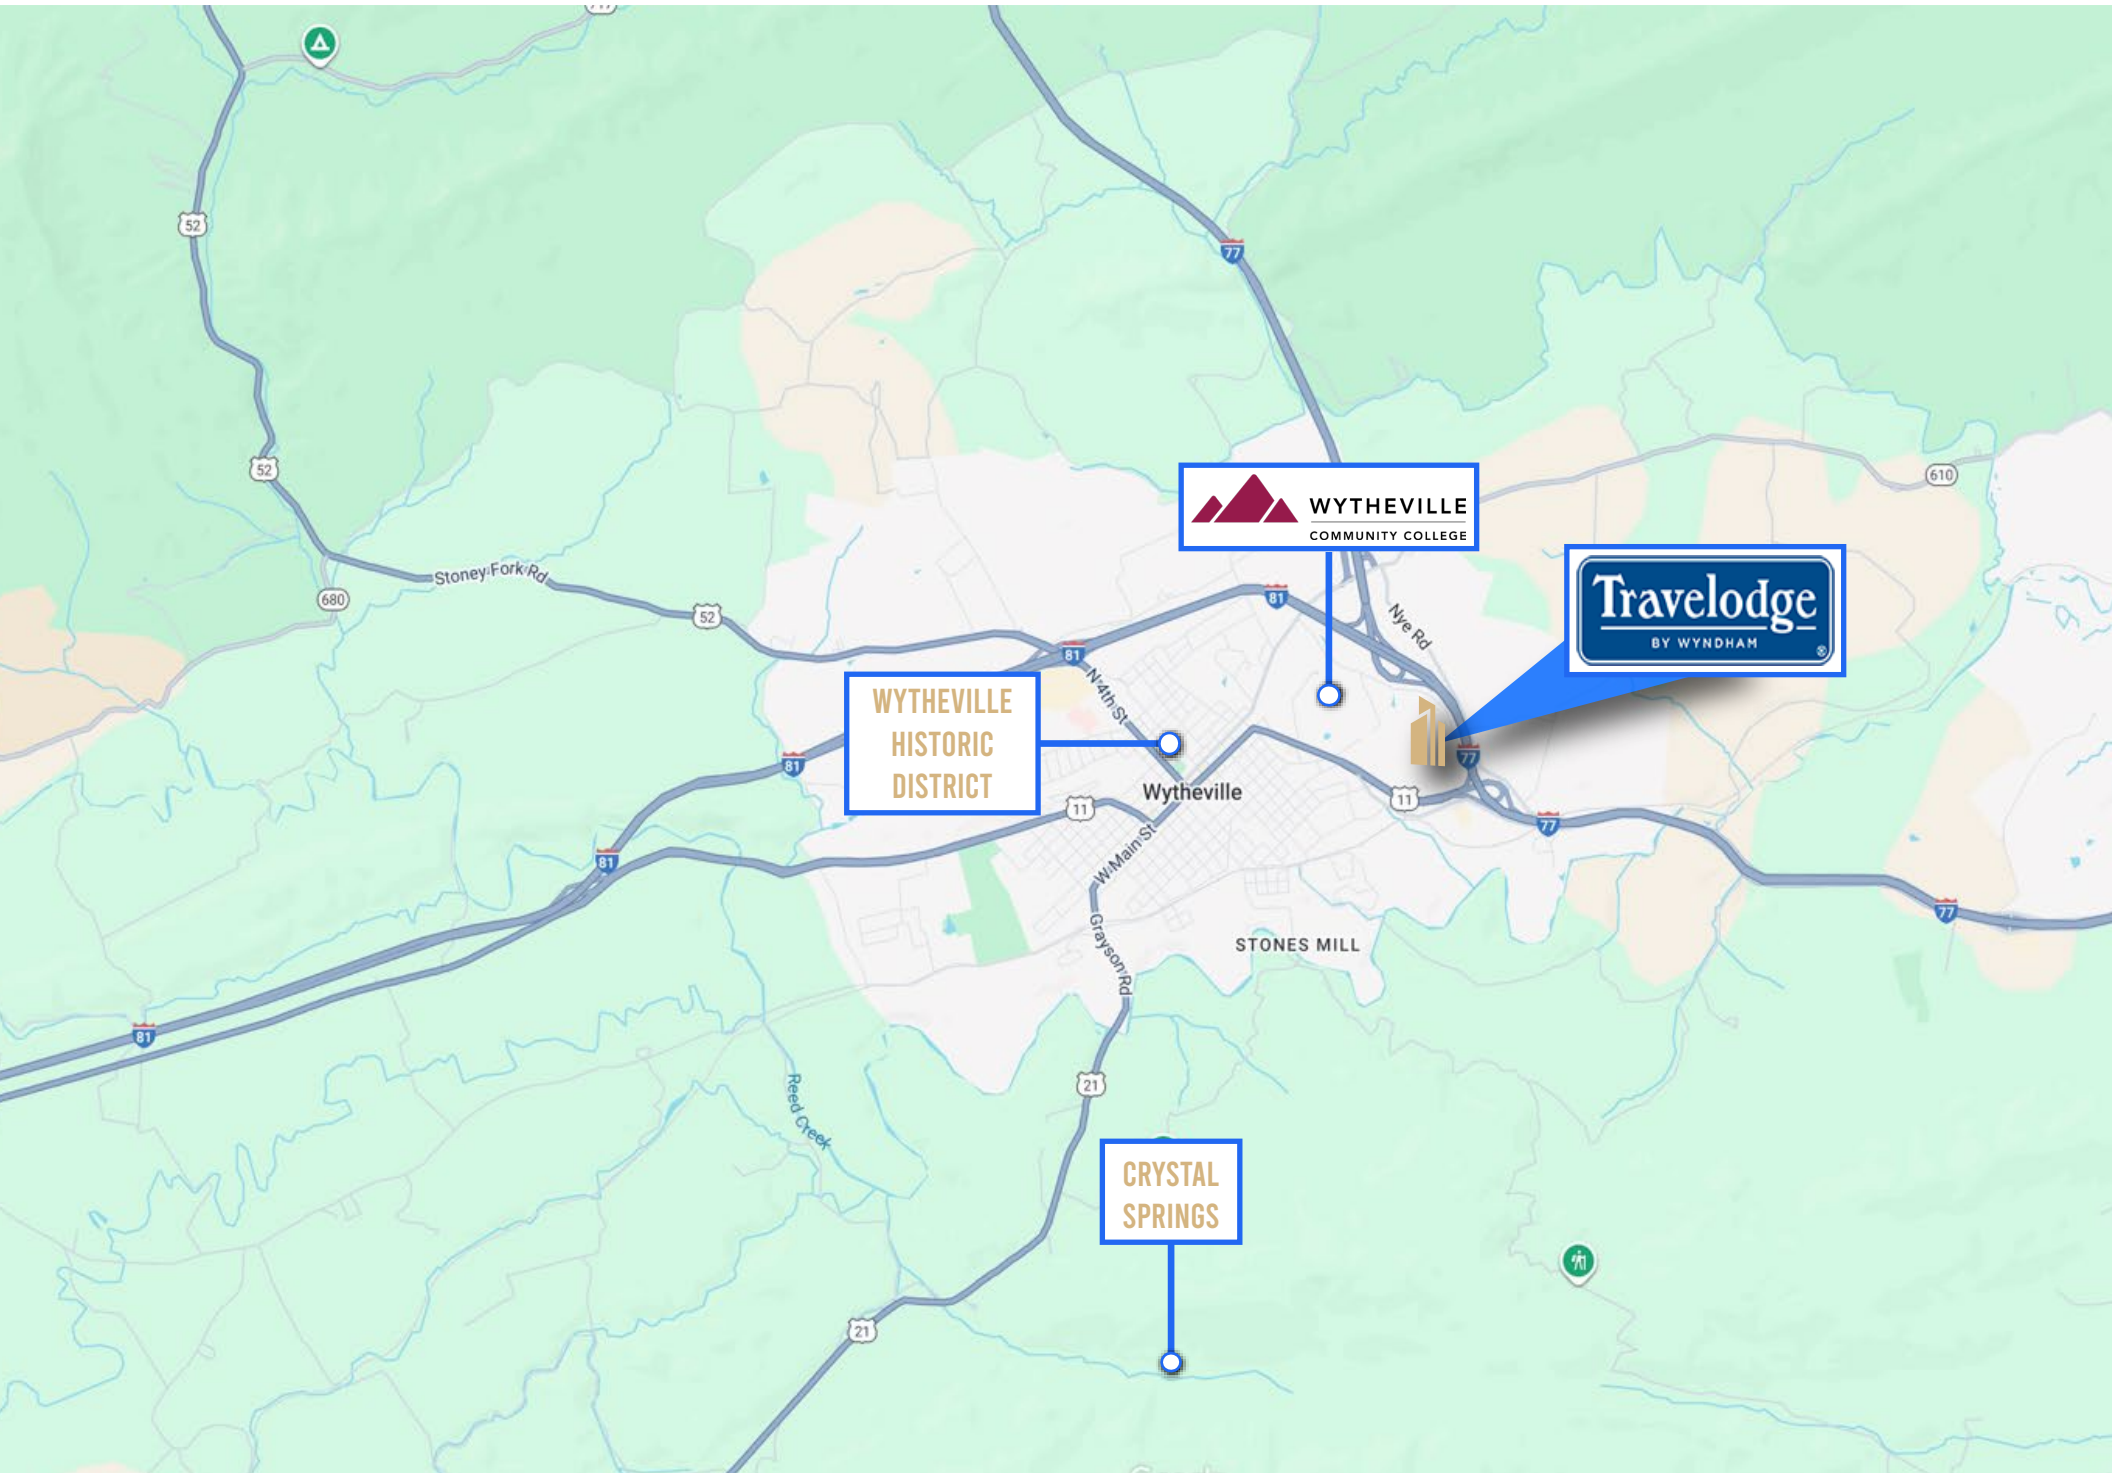 52
77
52
610
WYTHEVILLE
COMMUNITY COLLEGE
Travelodge
BY WYNDHAM
®
Stoney Fork Rd
680
52
81
Nye Rd
81
N 4th St
WYTHEVILLE
HISTORIC
DISTRICT
81
77
Wytheville
11
11
77
W Main St
81
77
Grayson Rd
STONES MILL
81
21
Reed Creek
CRYSTAL
SPRINGS
21